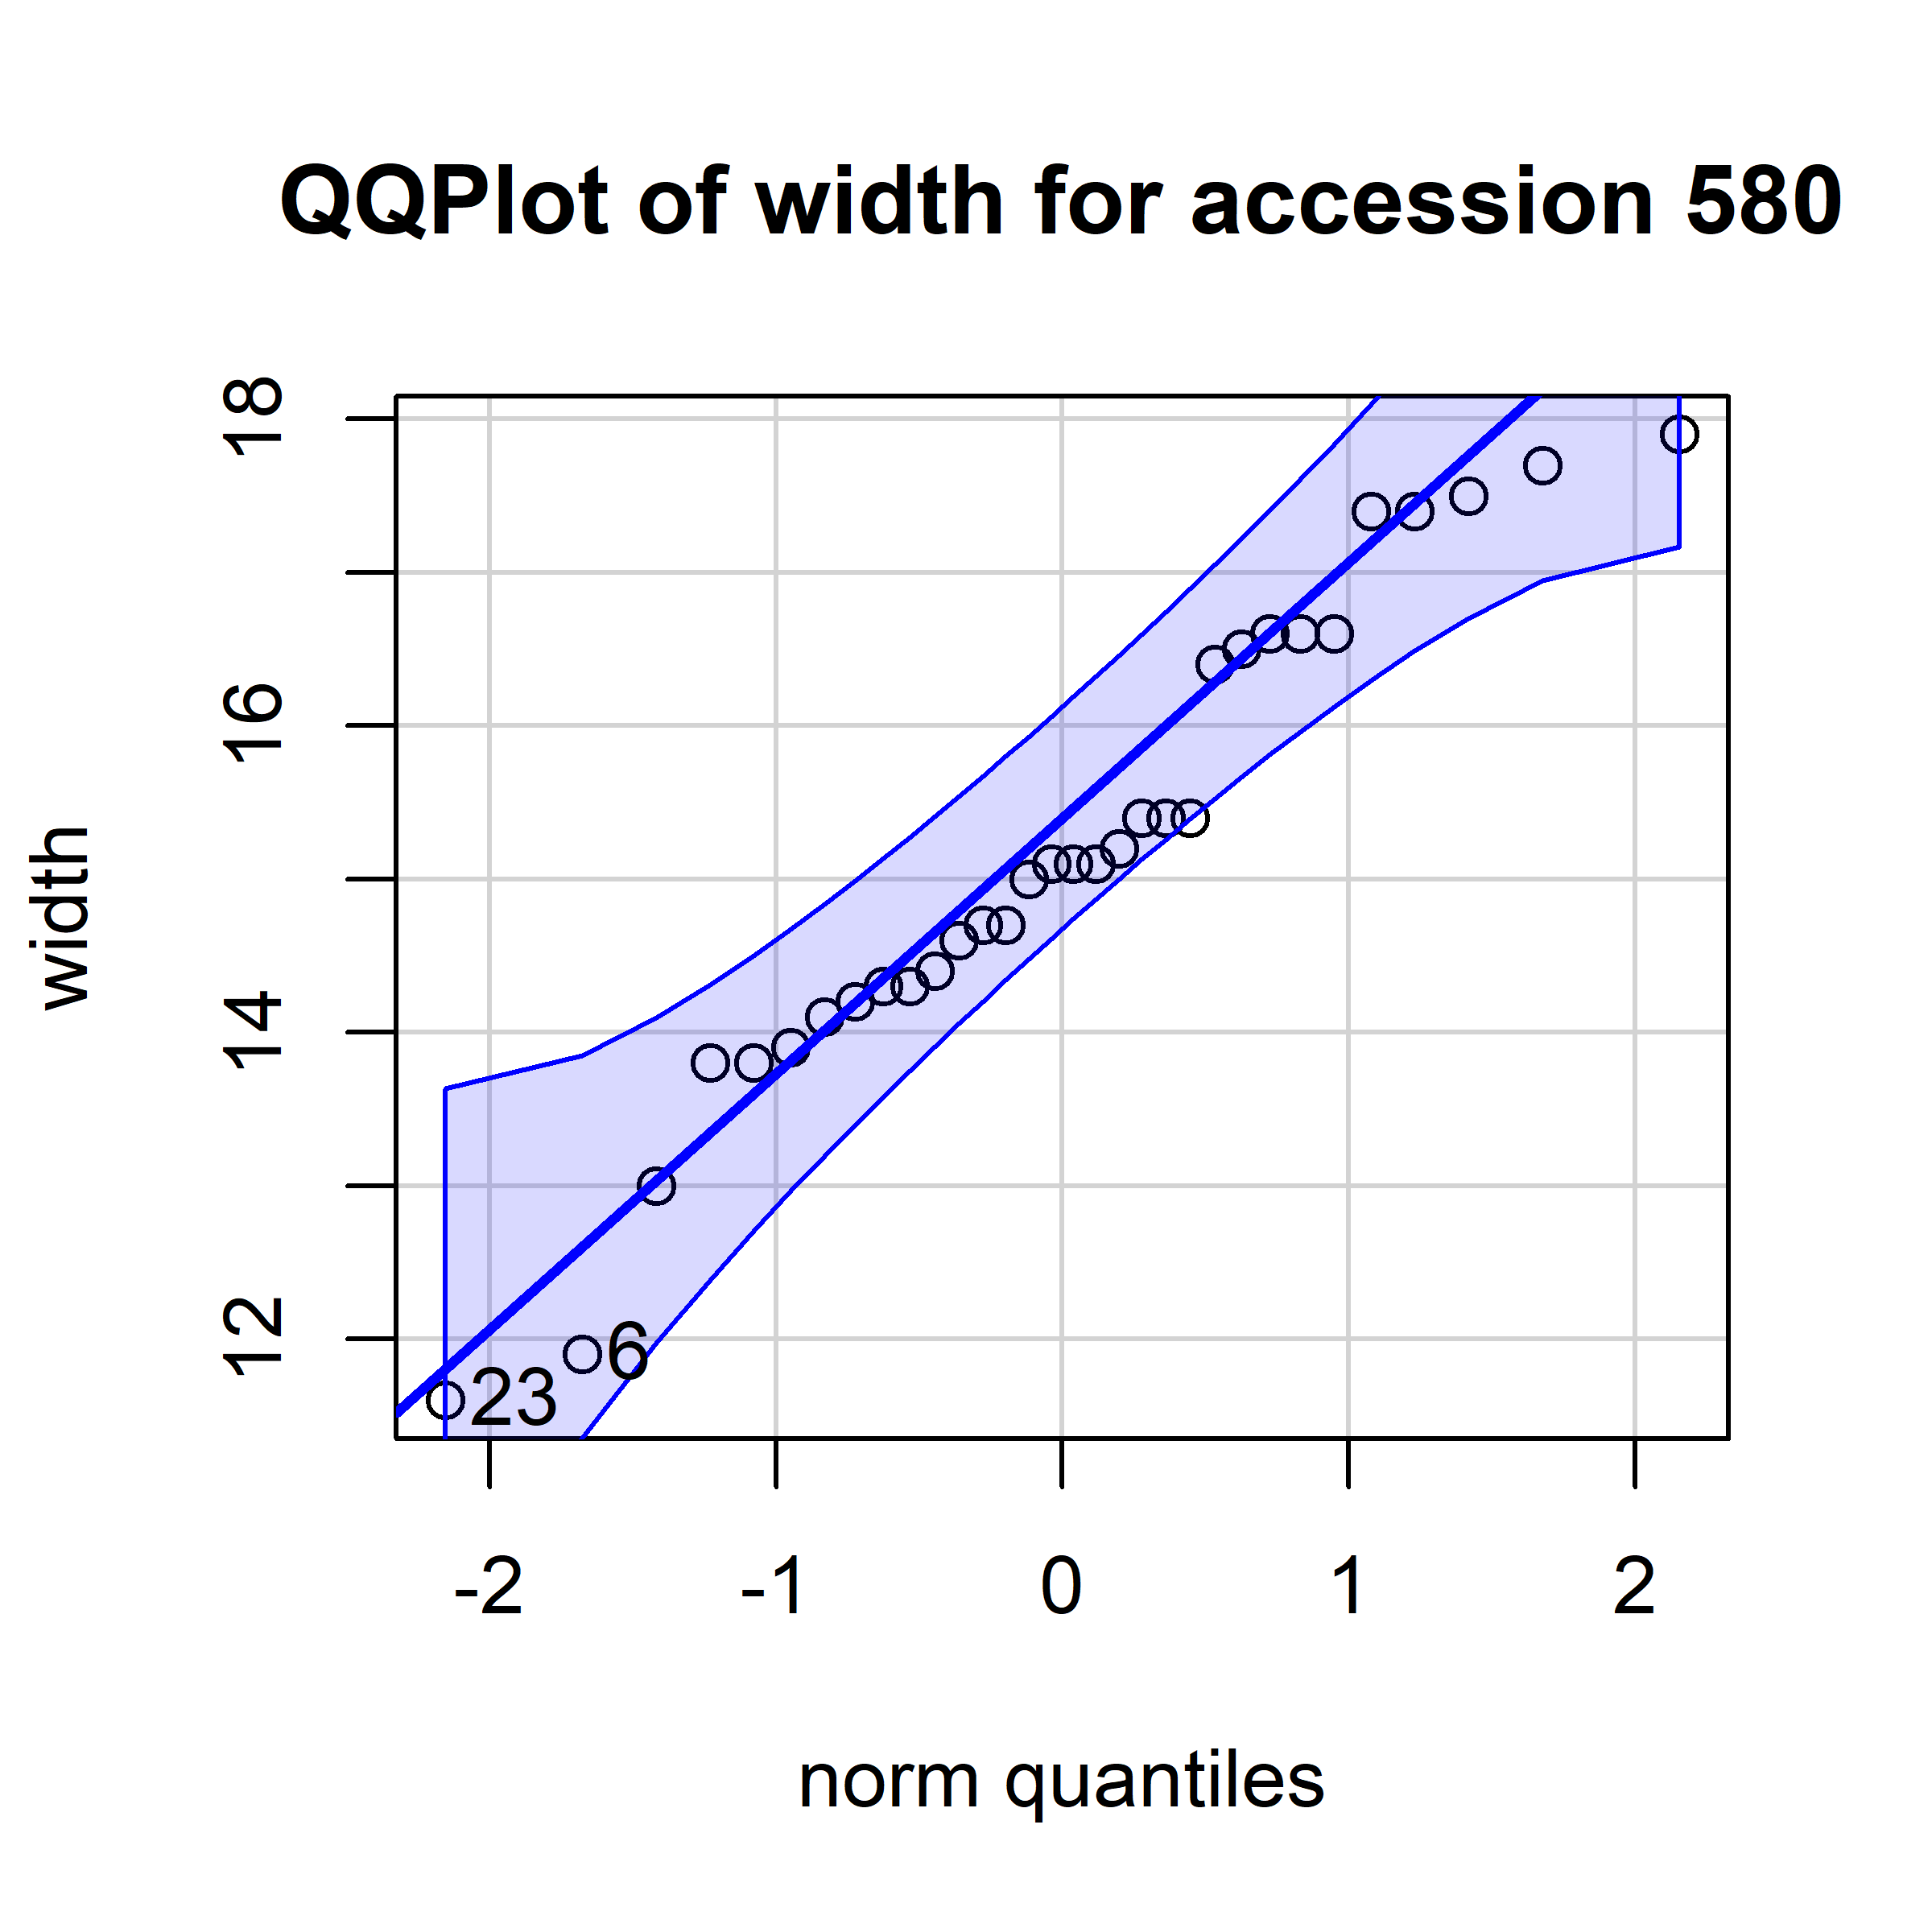 QQPlot of width for accession 580
18
16
14
12
width
6
23
-2 -1 0 1 2
norm quantiles